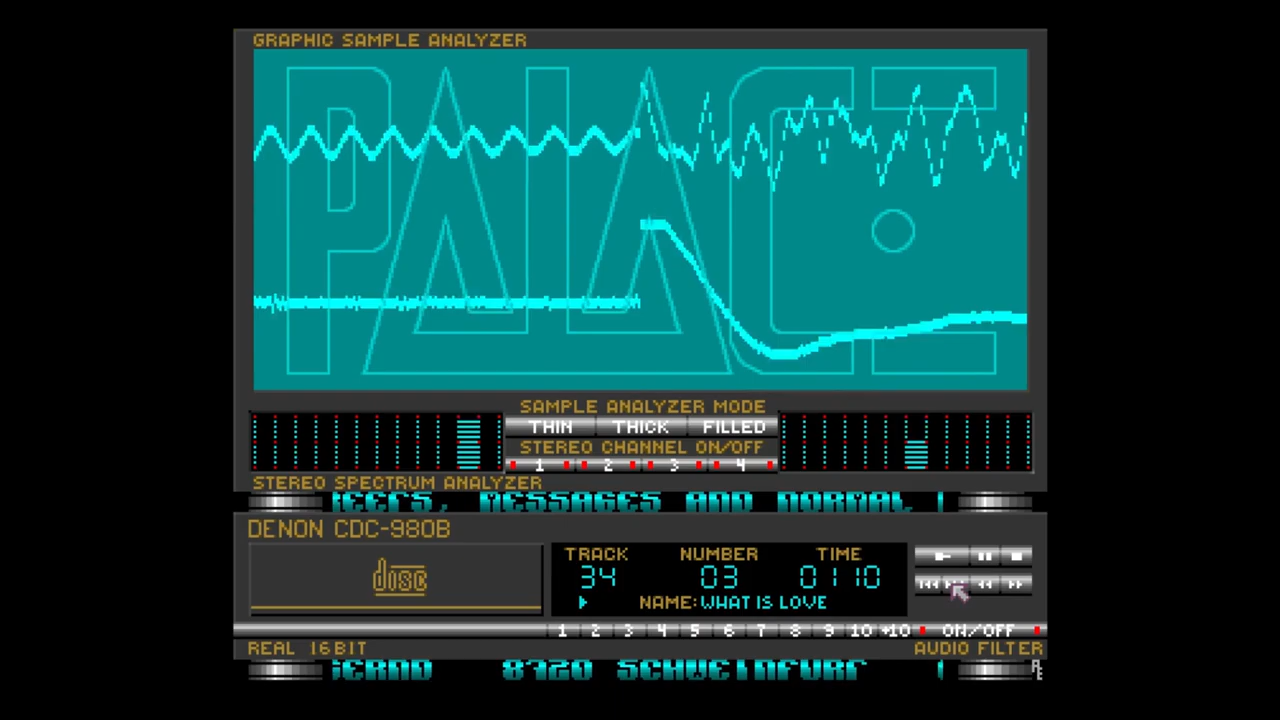 GRAPHIC SAMPLE ANALYZER
PALACE
SAMPLE ANALYZER MODE
THIN THICK FILLED
STEREO CHANNEL ON/OFF
1 2 3 4
STEREO SPECTRUM ANALYZER
MESSAGES AND NORMAL
DENON CDC-980B
disc
TRACK NUMBER TIME
34 03 01 10
NAME:WHAT IS LOVE
1 2 3 4 5 6 7 8 9 10 +10 ON/OFF
REAL 16BIT AUDIO FILTER
8720 SCHWEINFURT